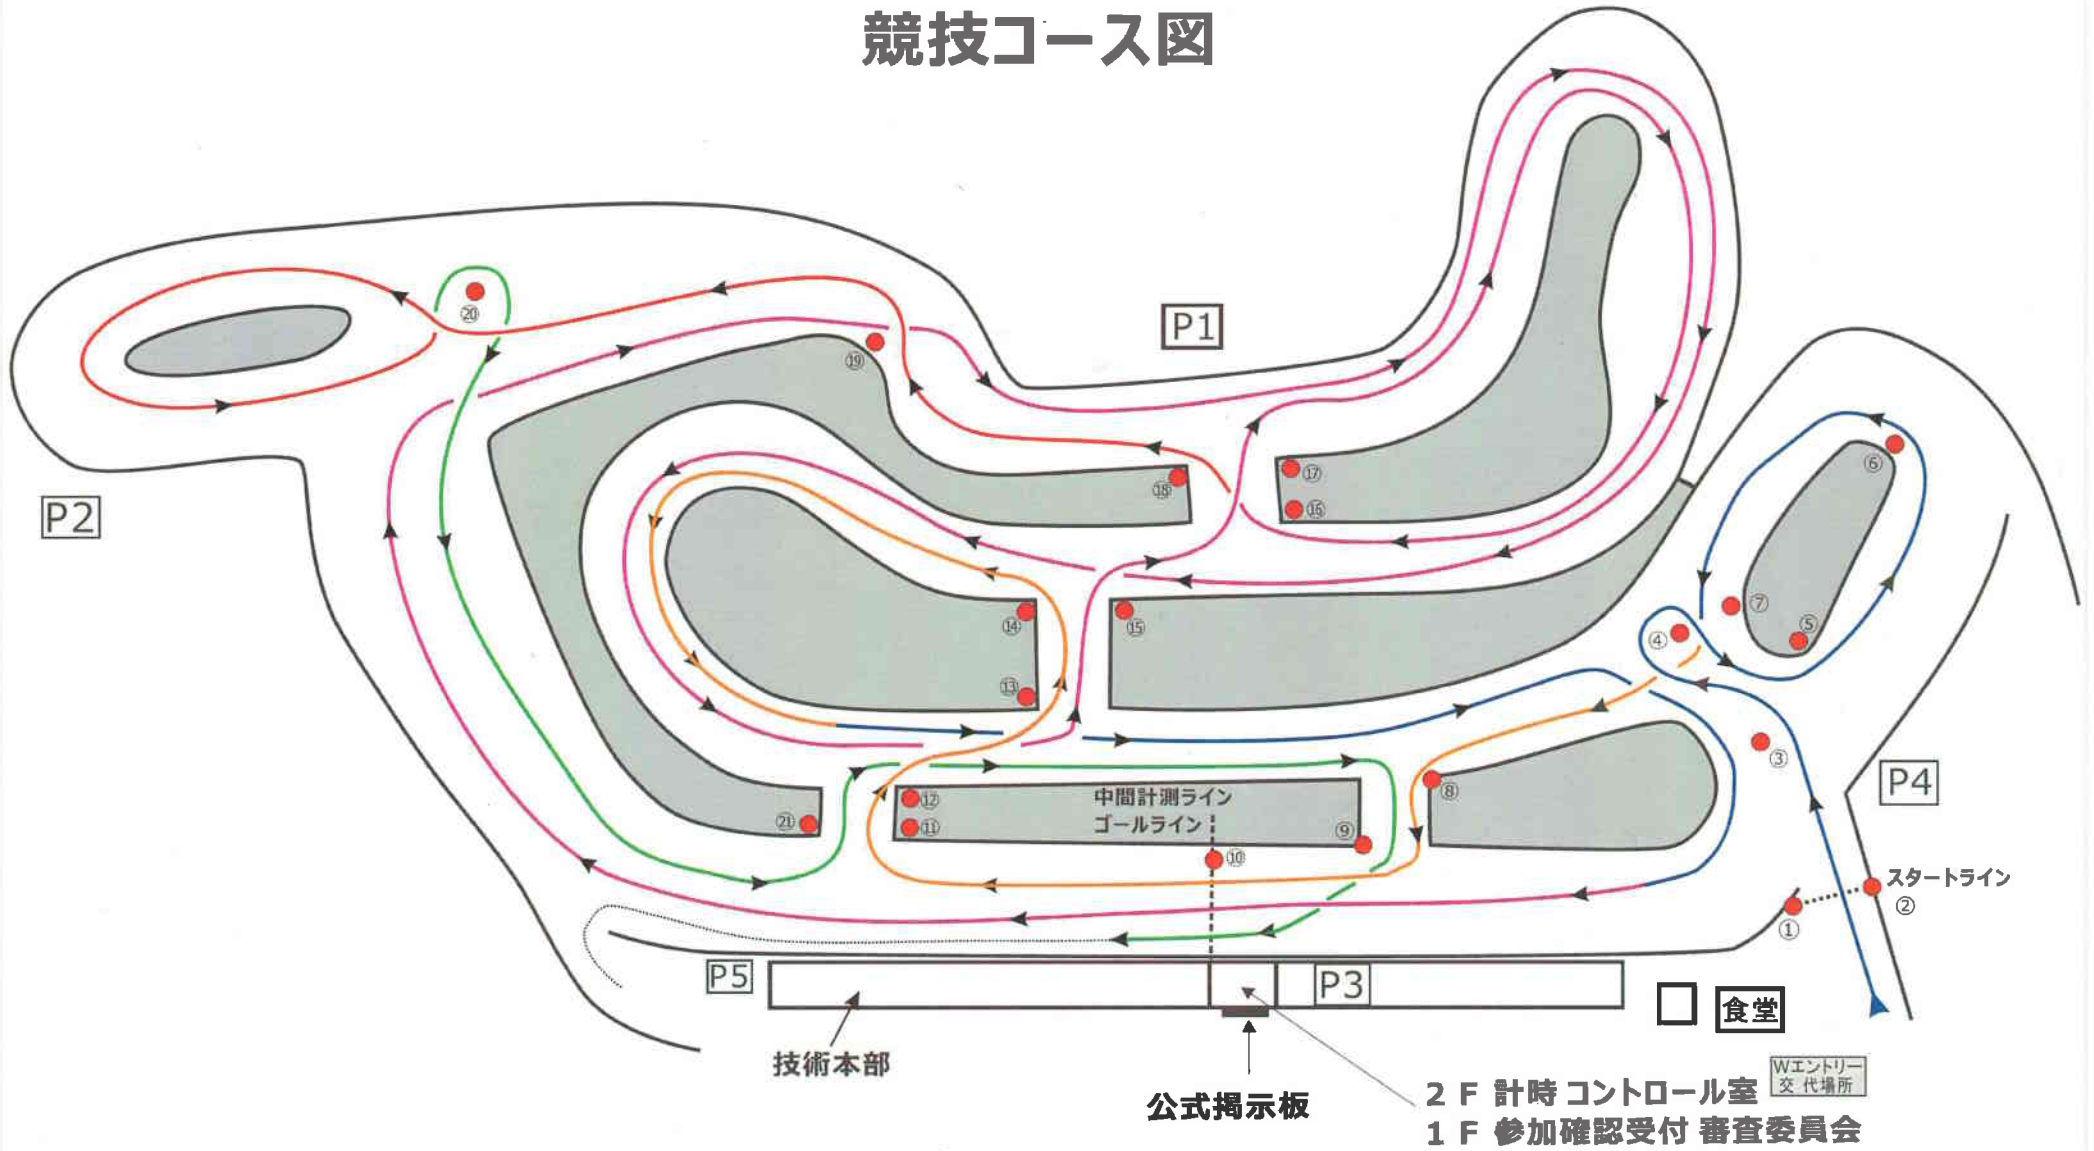 競技コース図
P1
P2
⑳
⑲
⑱
⑰
⑯
⑥
⑦
⑤
④
⑭
⑮
⑬
③
P4
⑧
⑫
中間計測ライン
㉑
⑪
ゴールライン
⑨
⑩
スタートライン
②
①
P5
P3
食堂
技術本部
公式掲示板
Wエントリー
交代場所
2F 計時 コントロール室
1F 参加確認受付 審査委員会